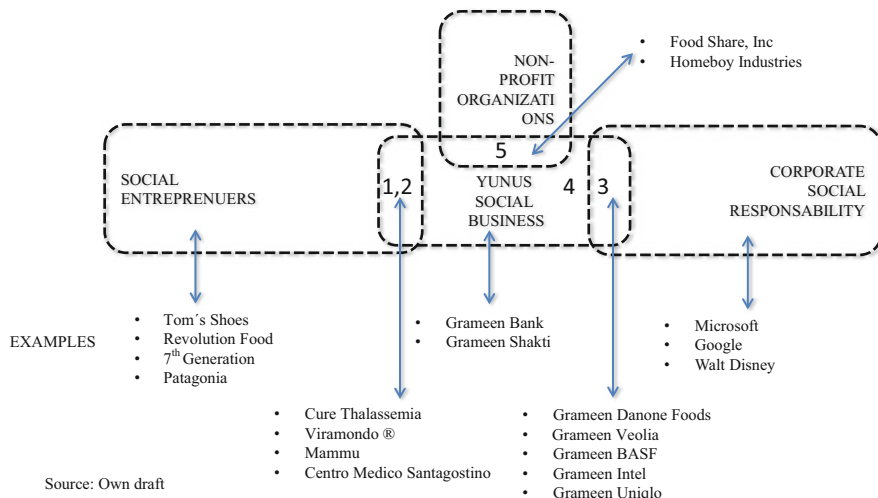 • Food Share, Inc
• Homeboy Industries
NON-
PROFIT
ORGANIZATI
ONS
5
SOCIAL
ENTREPRENUERS
1,2
YUNUS
SOCIAL
BUSINESS
4
3
CORPORATE
SOCIAL
RESPONSABILITY
EXAMPLES
• Tom´s Shoes
• Revolution Food
• 7th Generation
• Patagonia
• Grameen Bank
• Grameen Shakti
• Microsoft
• Google
• Walt Disney
• Cure Thalassemia
• Viramondo ®
• Mammu
• Centro Medico Santagostino
• Grameen Danone Foods
• Grameen Veolia
• Grameen BASF
• Grameen Intel
• Grameen Uniqlo
Source: Own draft